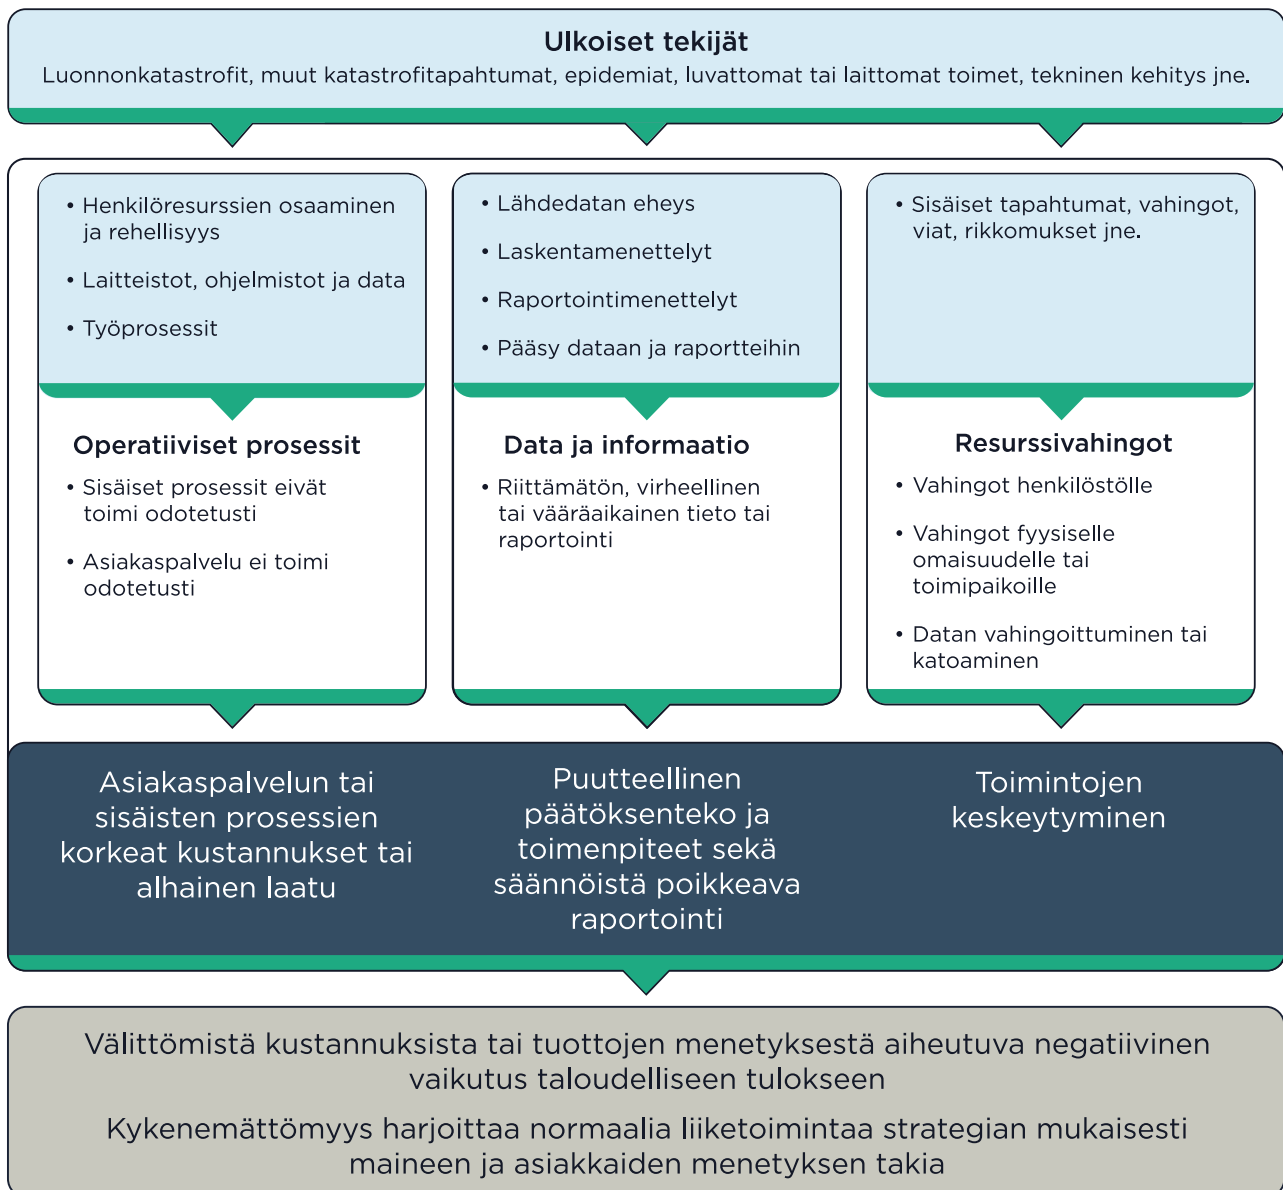 Ulkoiset tekijät
Luonnonkatastrofit, muut katastrofitapahtumat, epidemiat, luvattomat tai laittomat toimet, tekninen kehitys jne.
• Henkilöresurssien osaaminen
ja rehellisyys
• Laitteistot, ohjelmistot ja data
• Työprosessit
Operatiiviset prosessit
• Sisäiset prosessit eivät
toimi odotetusti
• Asiakaspalvelu ei toimi
odotetusti
• Lähdedatan eheys
• Laskentamenettelyt
• Raportointimenettelyt
• Pääsy dataan ja raportteihin
Data ja informaatio
• Riittämätön, virheellinen
tai vääräaikainen tieto tai
raportointi
• Sisäiset tapahtumat, vahingot,
viat, rikkomukset jne.
Resurssivahingot
• Vahingot henkilöstölle
• Vahingot fyysiselle
omaisuudelle tai
toimipaikoille
• Datan vahingoittuminen tai
katoaminen
Asiakaspalvelun tai
sisäisten prosessien
korkeat kustannukset tai
alhainen laatu
Puutteellinen
päätöksenteko ja
toimenpiteet sekä
säännöistä poikkeava
raportointi
Toimintojen
keskeytyminen
Välittömistä kustannuksista tai tuottojen menetyksestä aiheutuva negatiivinen
vaikutus taloudelliseen tulokseen
Kykenemättömyys harjoittaa normaalia liiketoimintaa strategian mukaisesti
maineen ja asiakkaiden menetyksen takia